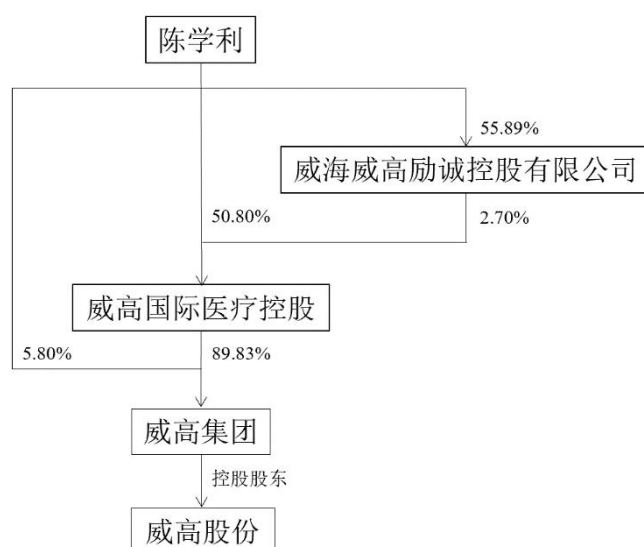 陈学利
55.89%
威海威高励诚控股有限公司
50.80%
2.70%
威高国际医疗控股
5.80%
89.83%
威高集团
控股股东
威高股份